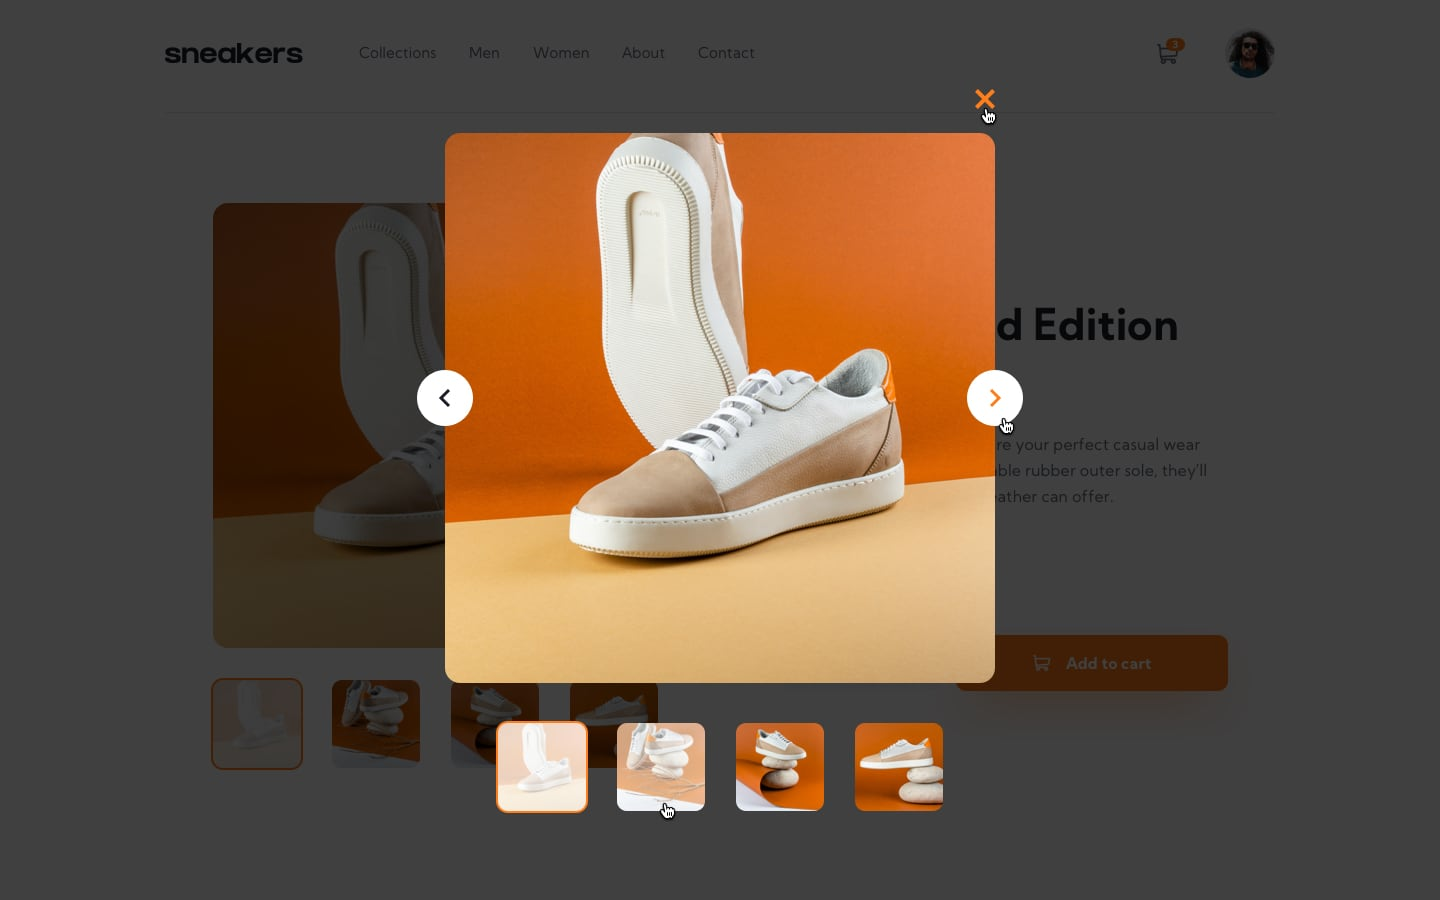 sneakers
Collections Men Women About Contact
3
d Edition
re your perfect casual wear
ble rubber outer sole, they'll
eather can offer.
Add to cart